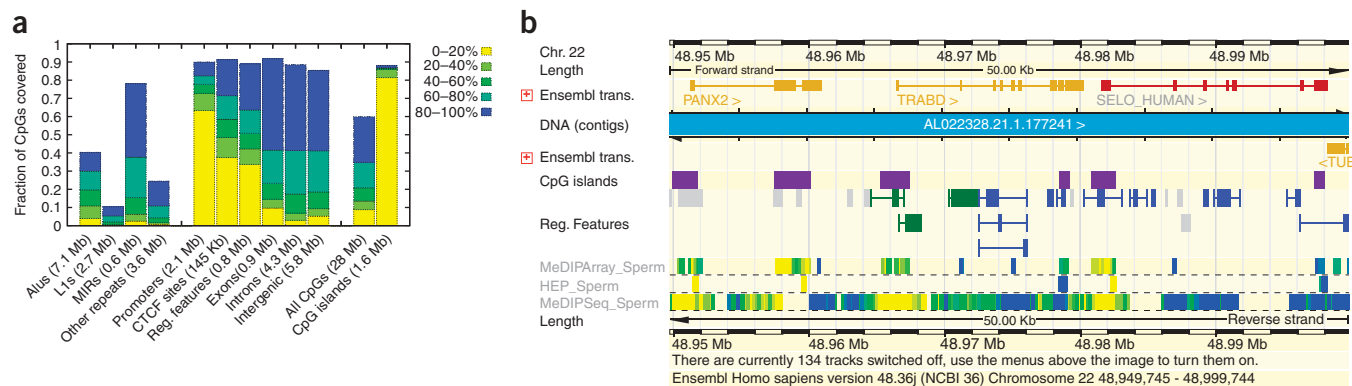 a
Fraction of CpGs covered
1
0.9
0.8
0.7
0.6
0.5
0.4
0.3
0.2
0.1
0
0–20%
20–40%
40–60%
60–80%
80–100%
Alus (7.1 Mb)
L1s (2.7 Mb)
MIRs (0.6 Mb)
Other repeats (3.6 Mb)
Promoters (2.1 Mb)
CTCF sites (145 Kb)
Reg. features (0.8 Mb)
Exons(0.9 Mb)
Introns (4.3 Mb)
Intergenic (5.8 Mb)
All CpGs (28 Mb)
CpG islands (1.6 Mb)
b
Chr. 22
48.95 Mb 48.96 Mb 48.97 Mb 48.98 Mb 48.99 Mb
Length
Forward strand 50.00 Kb
Ensembl trans.
PANX2 > TRABD > SELO_HUMAN >
DNA (contigs)
AL022328.21.1.177241 >
Ensembl trans.
<TUB
CpG islands
Reg. Features
MeDIPArray_Sperm
HEP_Sperm
MeDIPSeq_Sperm
Length
50.00 Kb Reverse strand
48.95 Mb 48.96 Mb 48.97 Mb 48.98 Mb 48.99 Mb
There are currently 134 tracks switched off, use the menus above the image to turn them on.
Ensembl Homo sapiens version 48.36j (NCBI 36) Chromosome 22 48,949,745 - 48,999,744